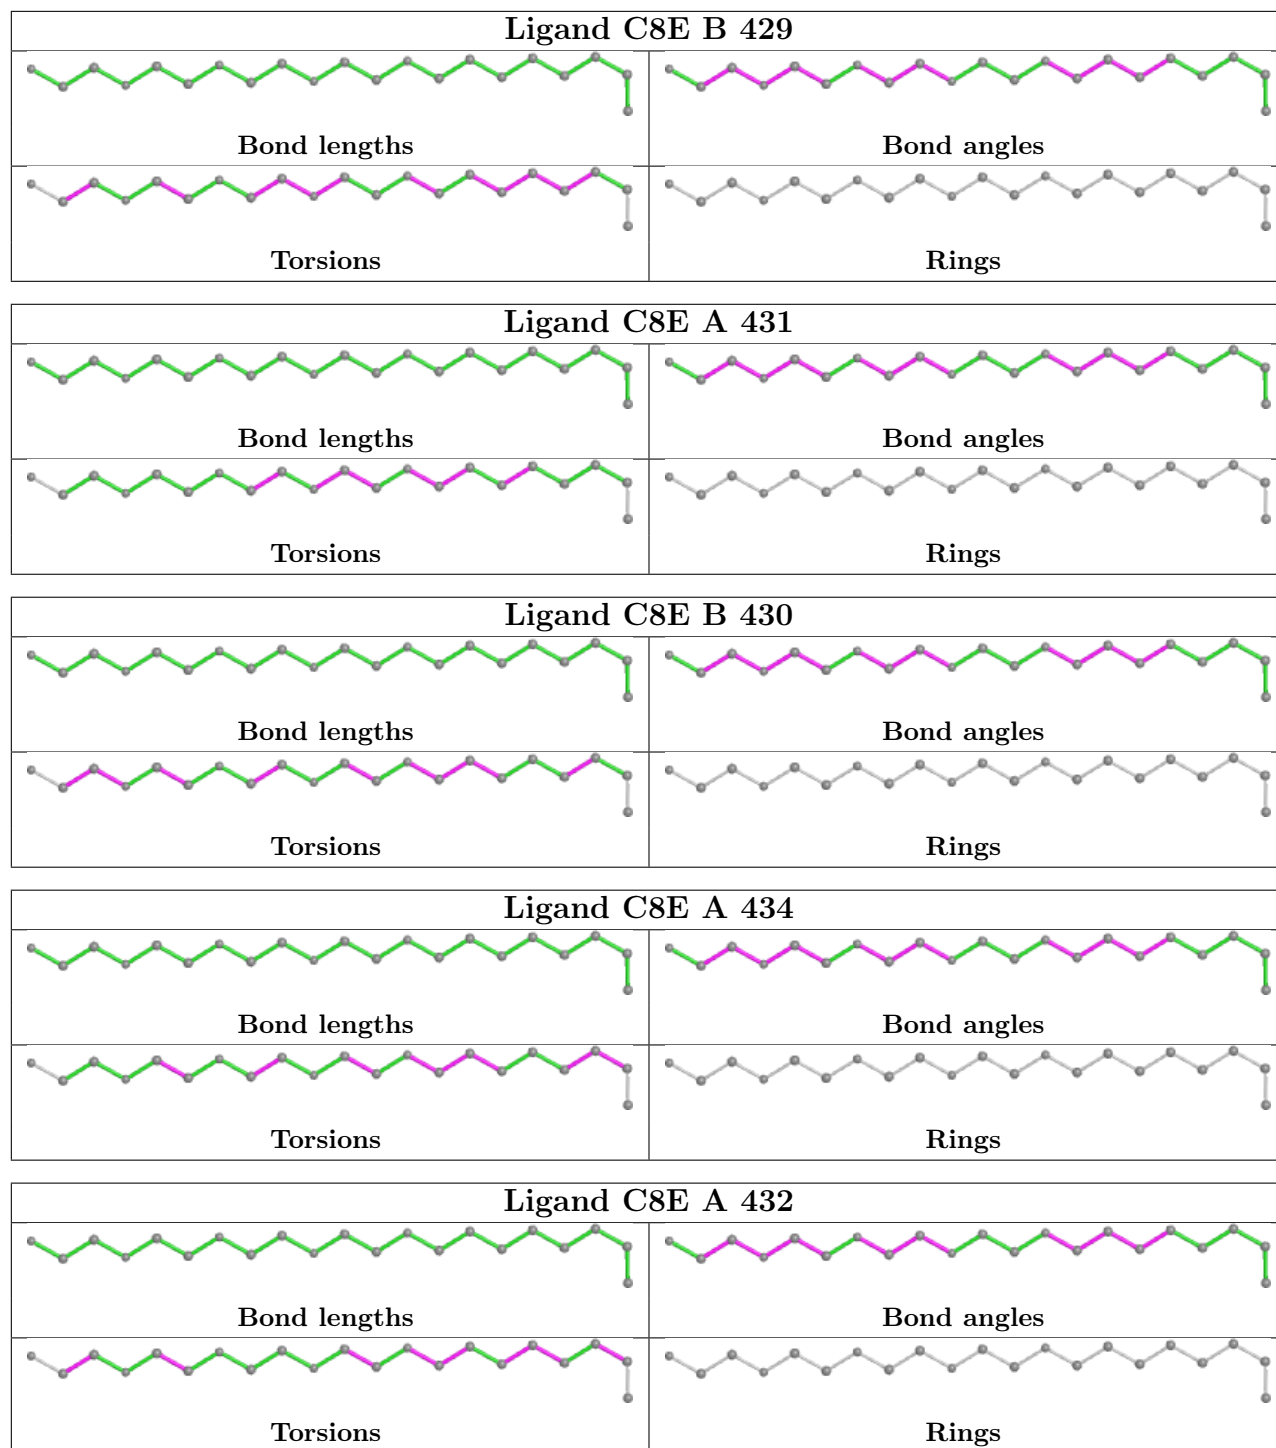 Ligand C8E B 429
Bond lengths
Bond angles
Torsions
Rings
Ligand C8E A 431
Bond lengths
Bond angles
Torsions
Rings
Ligand C8E B 430
Bond lengths
Bond angles
Torsions
Rings
Ligand C8E A 434
Bond lengths
Bond angles
Torsions
Rings
Ligand C8E A 432
Bond lengths
Bond angles
Torsions
Rings